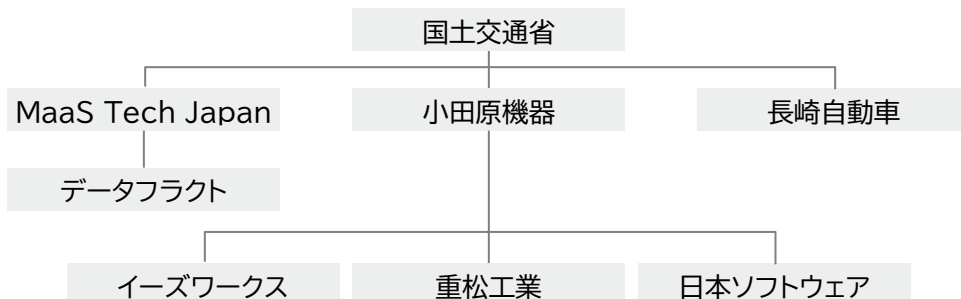 国土交通省
MaaS Tech Japan
小田原機器
長崎自動車
データフラクト
イーズワークス
重松工業
日本ソフトウェア